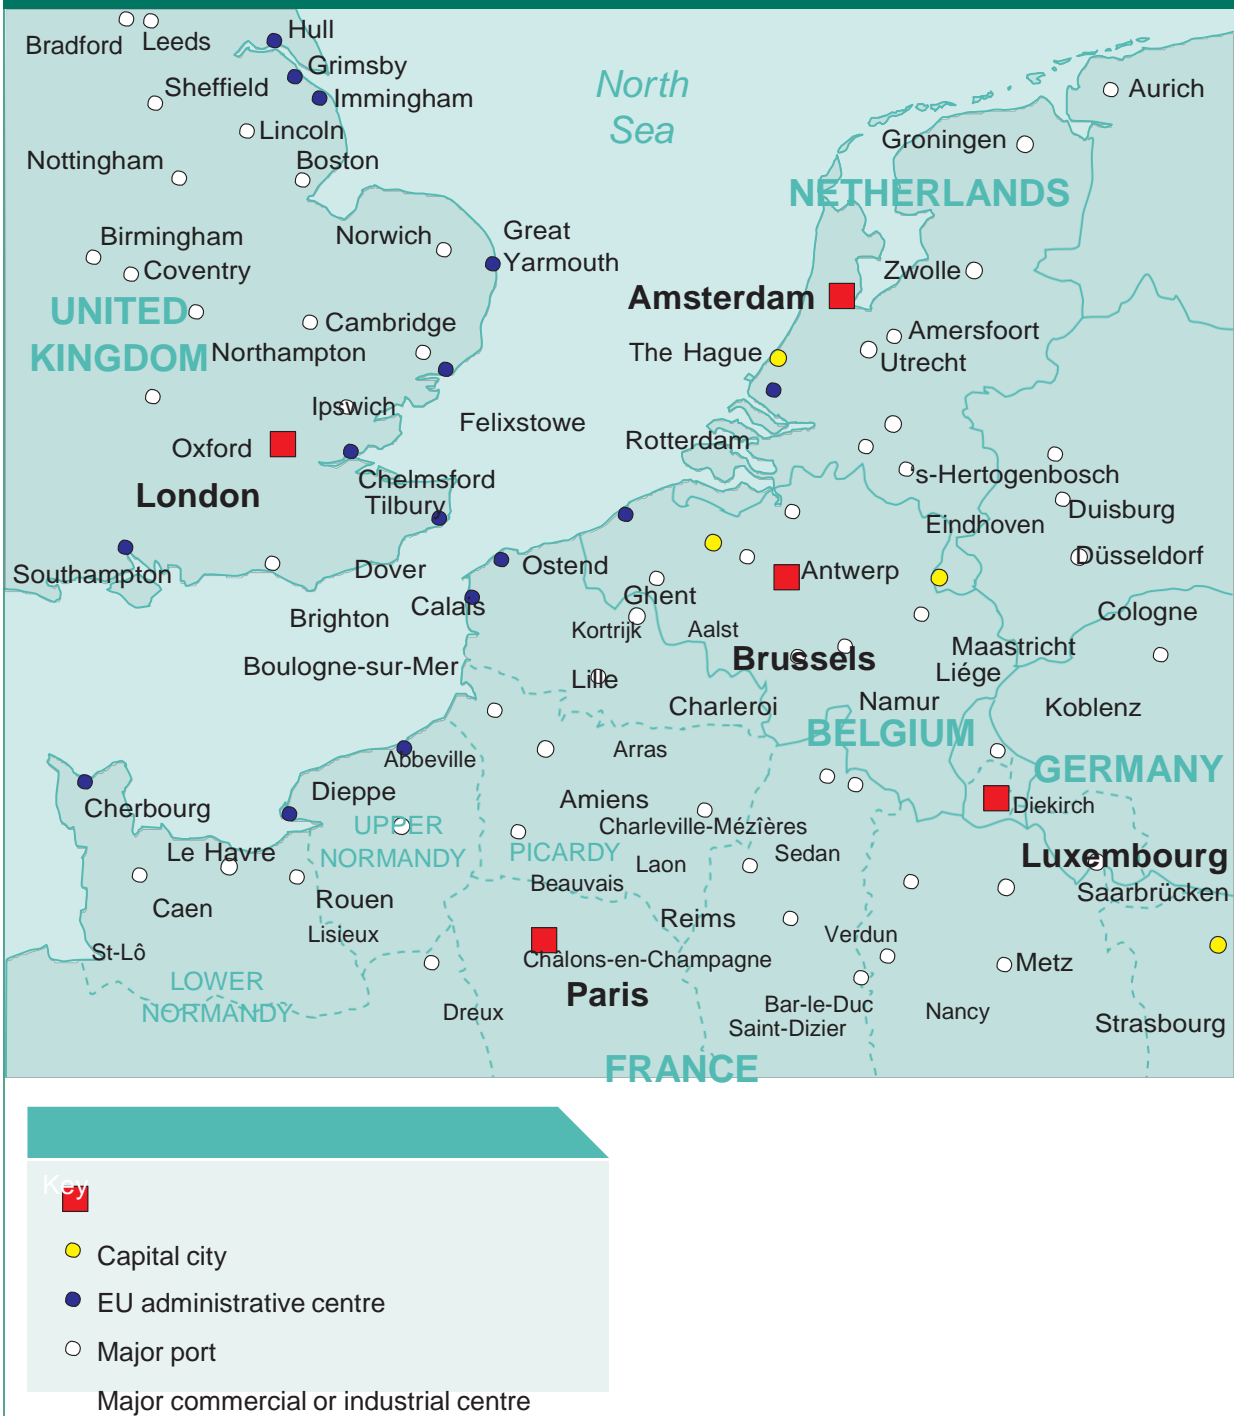 Hull
Bradford
Leeds
Grimsby
North
Sea
Sheffield
Immingham
Aurich
Lincoln
Groningen
Nottingham
Boston
NETHERLANDS
Birmingham
Norwich
Great
Yarmouth
Coventry
Zwolle
Amsterdam
UNITED
KINGDOM
Cambridge
Amersfoort
Northampton
The Hague
Utrecht
Ipswich
Felixstowe
Rotterdam
Oxford
Chelmsford
's-Hertogenbosch
London
Tilbury
Duisburg
Eindhoven
Southampton
Dover
Ostend
Antwerp
Düsseldorf
Brighton
Calais
Ghent
Cologne
Kortrijk
Aalst
Maastricht
Boulogne-sur-Mer
Brussels
Liége
Lille
Charleroi
Namur
Koblenz
BELGIUM
Abbeville
Arras
GERMANY
Cherbourg
Dieppe
Amiens
Diekirch
UPPER
NORMANDY
Charleville-Mézîères
Le Havre
PICARDY
Laon
Sedan
Luxembourg
Beauvais
Saarbrücken
Caen
Rouen
Reims
Lisieux
Verdun
St-Lô
Châlons-en-Champagne
Metz
LOWER
NORMANDY
Paris
Dreux
Bar-le-Duc
Nancy
Saint-Dizier
Strasbourg
FRANCE
Key
Capital city
EU administrative centre
Major port
Major commercial or industrial centre